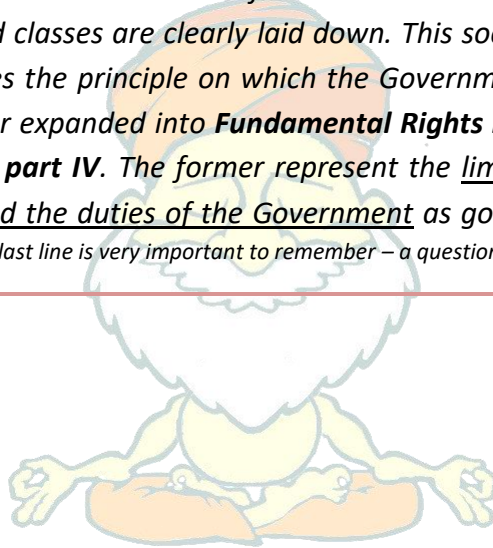 d classes are clearly laid down. This soc
es the principle on which the Governm
r expanded into Fundamental Rights
part IV. The former represent the lim
d the duties of the Government as go
last line is very important to remember – a question